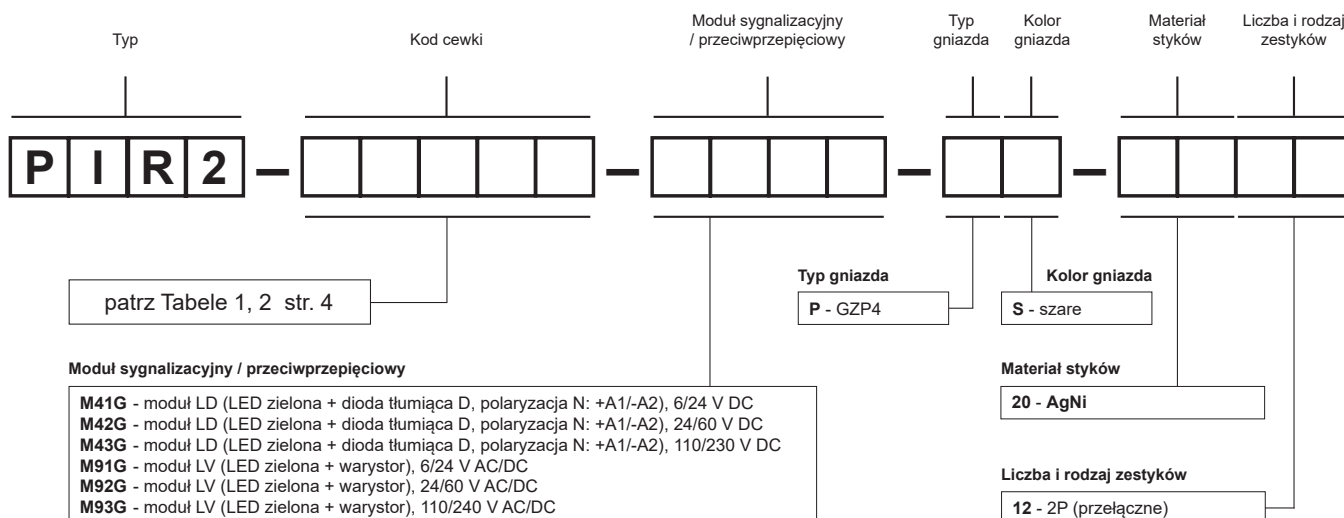 Typ
Kod cewki
Moduł sygnalizacyjny
/ przeciwprzepięciowy
Typ
gniazda
Kolor
gniazda
Materiał
styków
Liczba i rodzaj
zestyków
P I R 2 – – – –
patrz Tabele 1, 2 str. 4
Typ gniazda
P - GZP4
Kolor gniazda
S - szare
Moduł sygnalizacyjny / przeciwprzepięciowy
M41G - moduł LD (LED zielona + dioda tłumiąca D, polaryzacja N: +A1/-A2), 6/24 V DC
M42G - moduł LD (LED zielona + dioda tłumiąca D, polaryzacja N: +A1/-A2), 24/60 V DC
M43G - moduł LD (LED zielona + dioda tłumiąca D, polaryzacja N: +A1/-A2), 110/230 V DC
M91G - moduł LV (LED zielona + warystor), 6/24 V AC/DC
M92G - moduł LV (LED zielona + warystor), 24/60 V AC/DC
M93G - moduł LV (LED zielona + warystor), 110/240 V AC/DC
Materiał styków
20 - AgNi
Liczba i rodzaj zestyków
12 - 2P (przełączne)